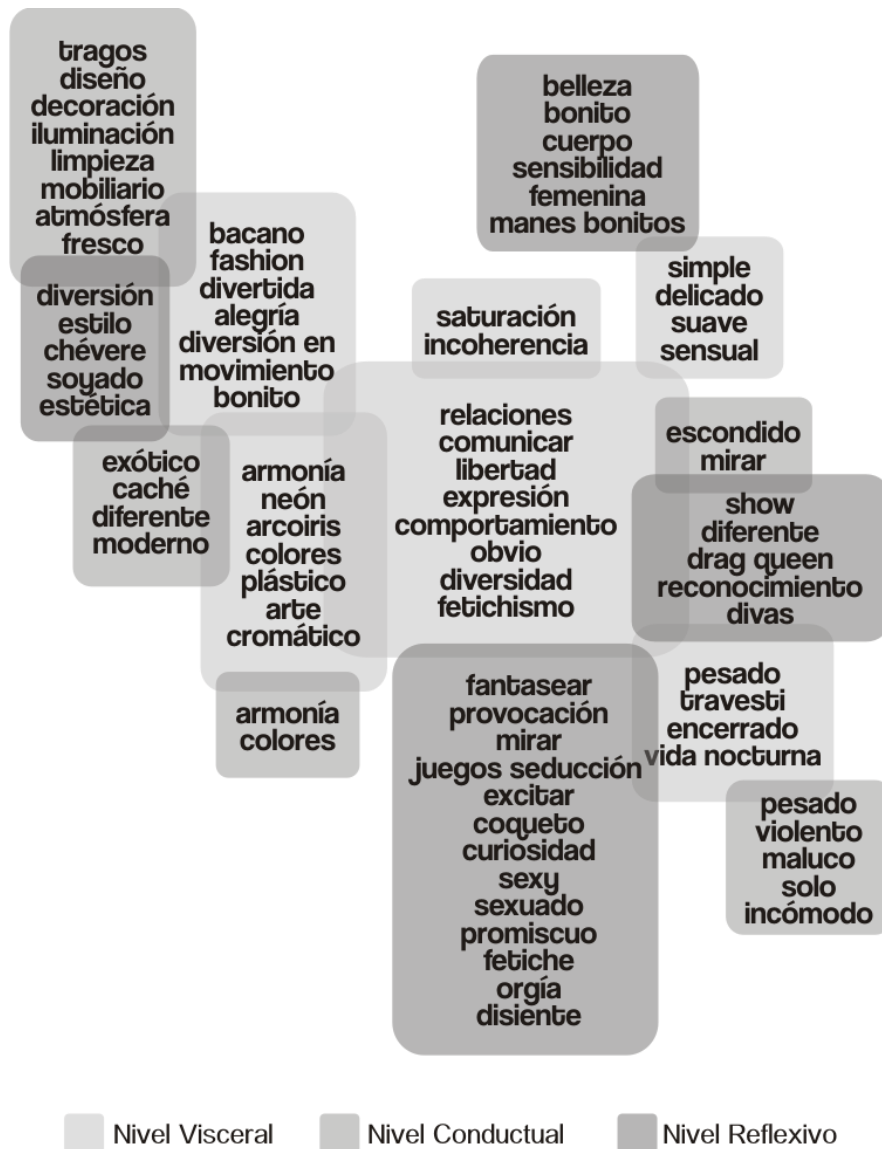 tragos
diseño
decoración
iluminación
limpieza
mobiliario
atmósfera
fresco
diversión
estilo
chévere
soyado
estética
bacano
fashion
divertida
alegría
diversión en
movimiento
bonito
exótico
caché
diferente
moderno
armonía
neón
arcoiris
colores
plástico
arte
cromático
armonía
colores
belleza
bonito
cuerpo
sensibilidad
femenina
manes bonitos
simple
delicado
suave
sensual
saturación
incoherencia
relaciones
comunicar
libertad
expresión
comportamiento
obvio
diversidad
fetichismo
escondido
mirar
show
diferente
drag queen
reconocimiento
divas
fantasear
provocación
mirar
juegos seducción
excitar
coqueto
curiosidad
sexy
sexuado
promiscuo
fetiche
orgía
disiente
pesado
travesti
encerrado
vida nocturna
pesado
violento
maluco
solo
incómodo
Nivel Visceral
Nivel Conductual
Nivel Reflexivo